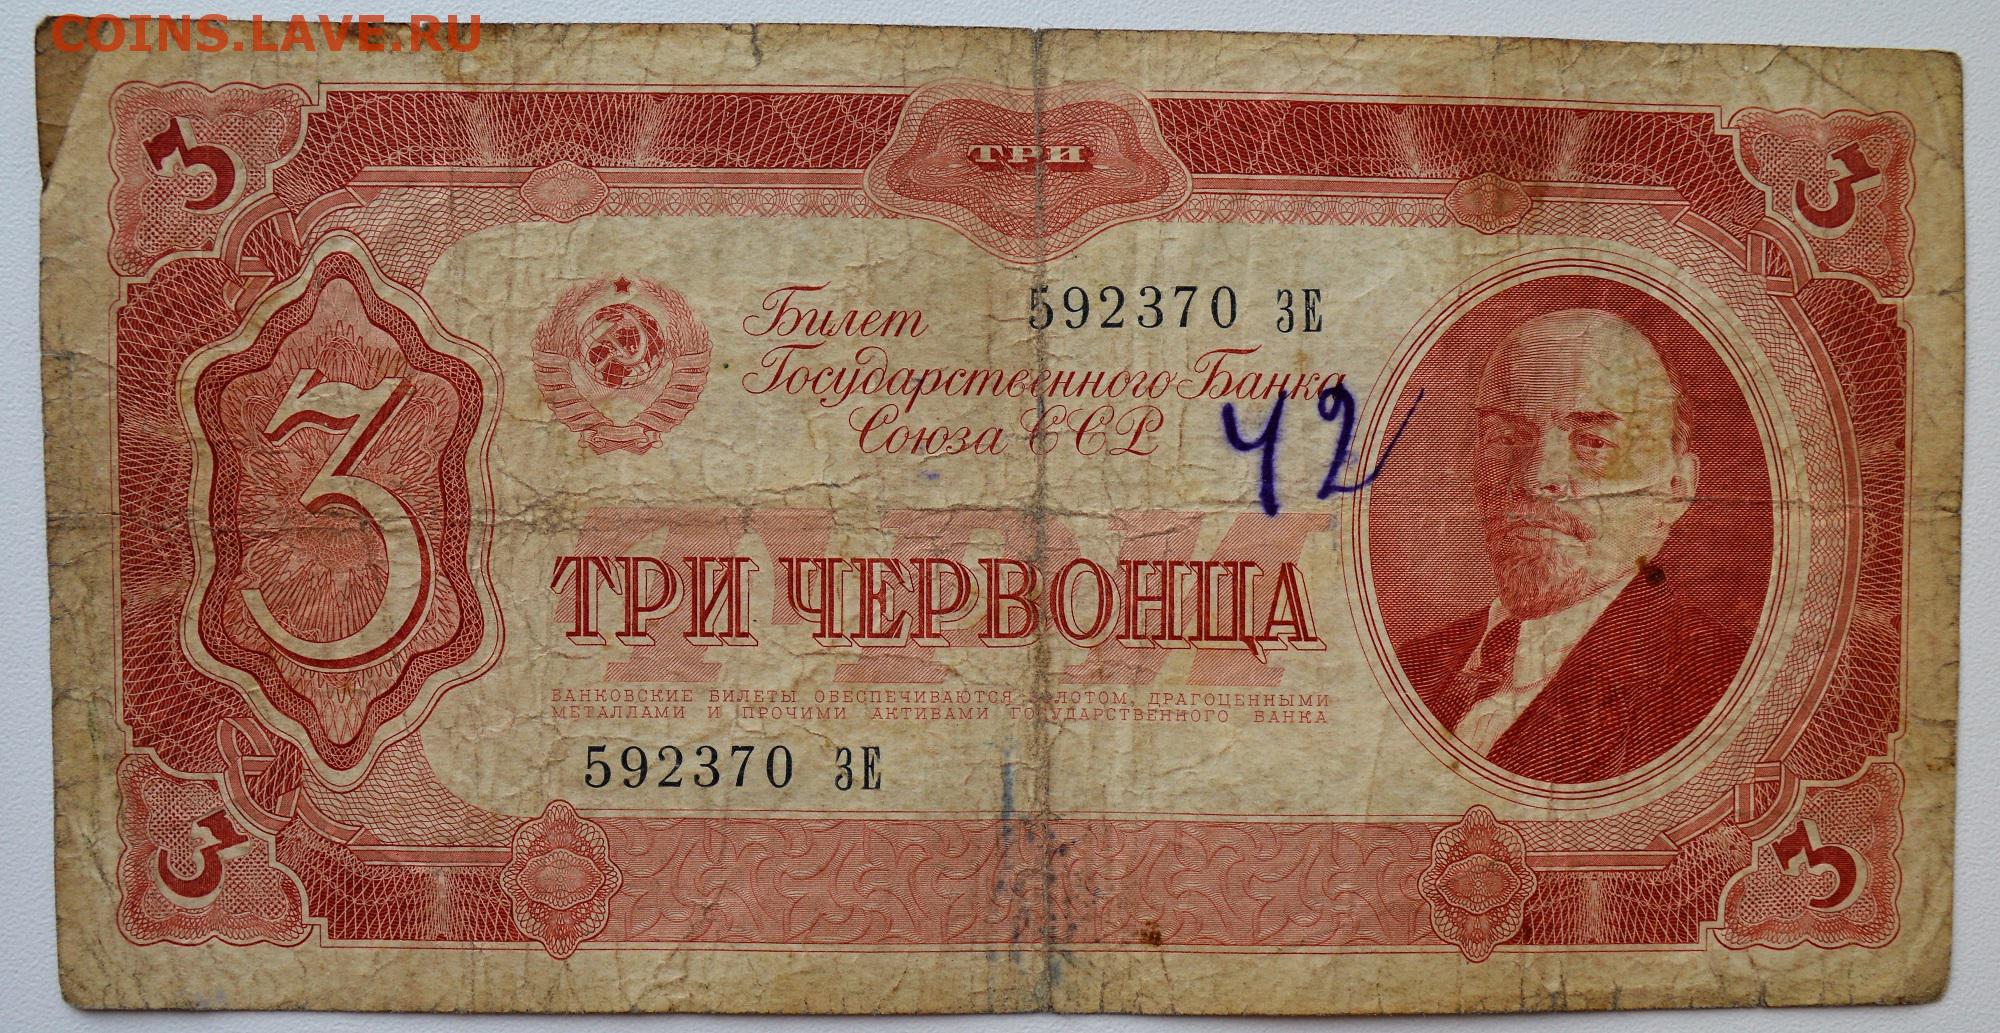 COINS.LAVE.RU
3
ТРИ
3
Билет
592370 ЗЕ
Государственного Банка
Союза ССР
42
3
ТРИ
ТРИ ЧЕРВОНЦА
БАНКОВСКИЕ БИЛЕТЫ ОБЕСПЕЧИВАЮТСЯ ЗОЛОТОМ, ДРАГОЦЕННЫМИ
МЕТАЛЛАМИ И ПРОЧИМИ АКТИВАМИ ГОСУДАРСТВЕННОГО БАНКА
592370 ЗЕ
3
3